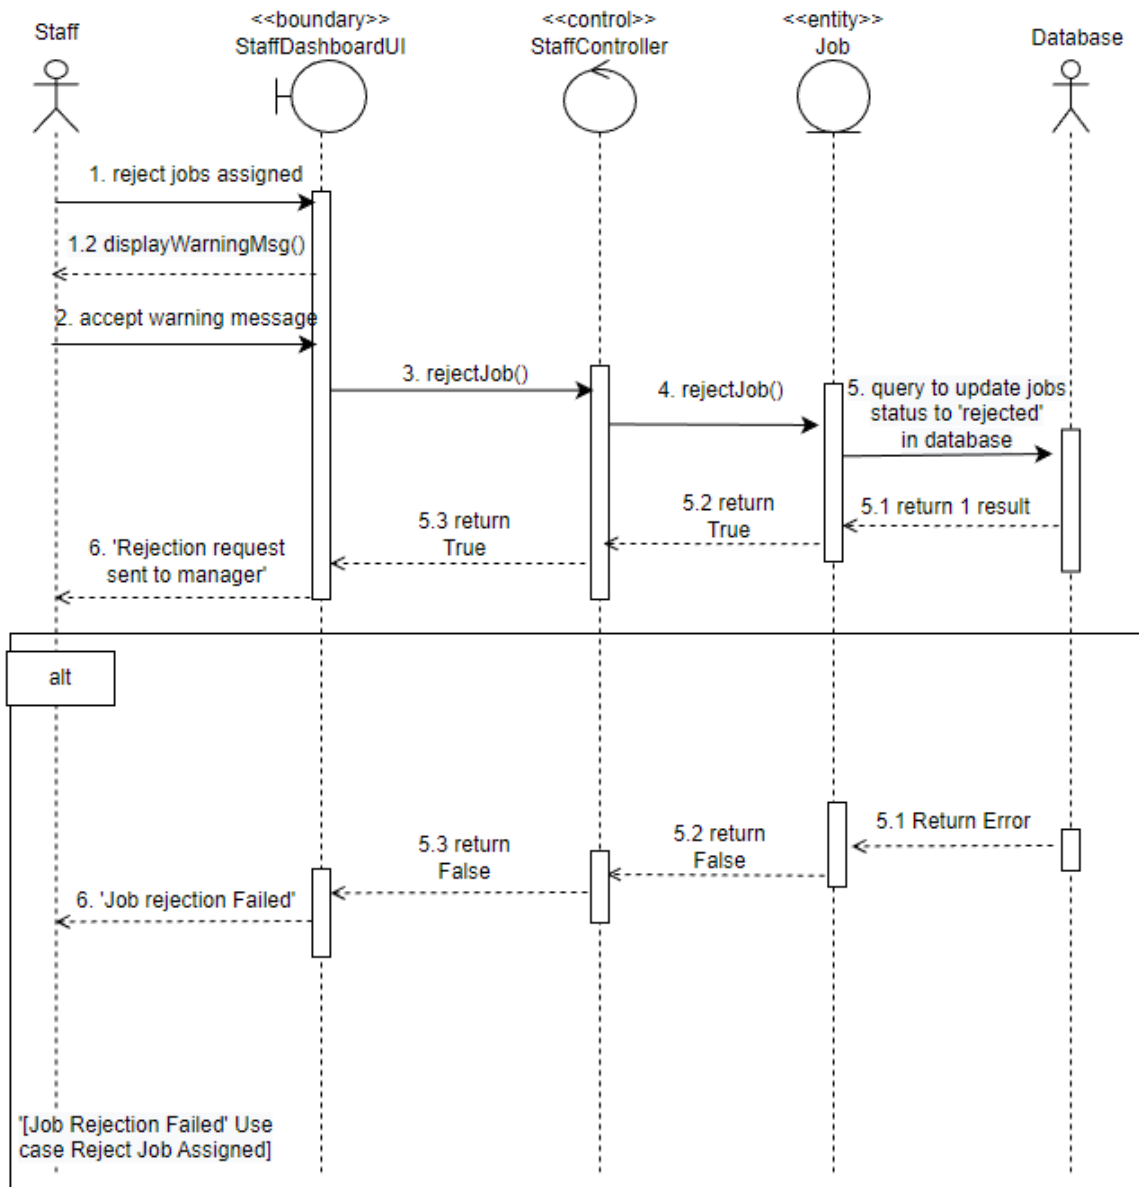 Staff
<<boundary>>
StaffDashboardUI
<<control>>
StaffController
<<entity>>
Job
Database
1. reject jobs assigned
1.2 displayWarningMsg()
2. accept warning message
3. rejectJob()
4. rejectJob()
5. query to update jobs
status to 'rejected'
in database
5.1 return 1 result
5.2 return
True
5.3 return
True
6. 'Rejection request
sent to manager'
alt
5.1 Return Error
5.2 return
False
5.3 return
False
6. 'Job rejection Failed'
'[Job Rejection Failed' Use
case Reject Job Assigned]